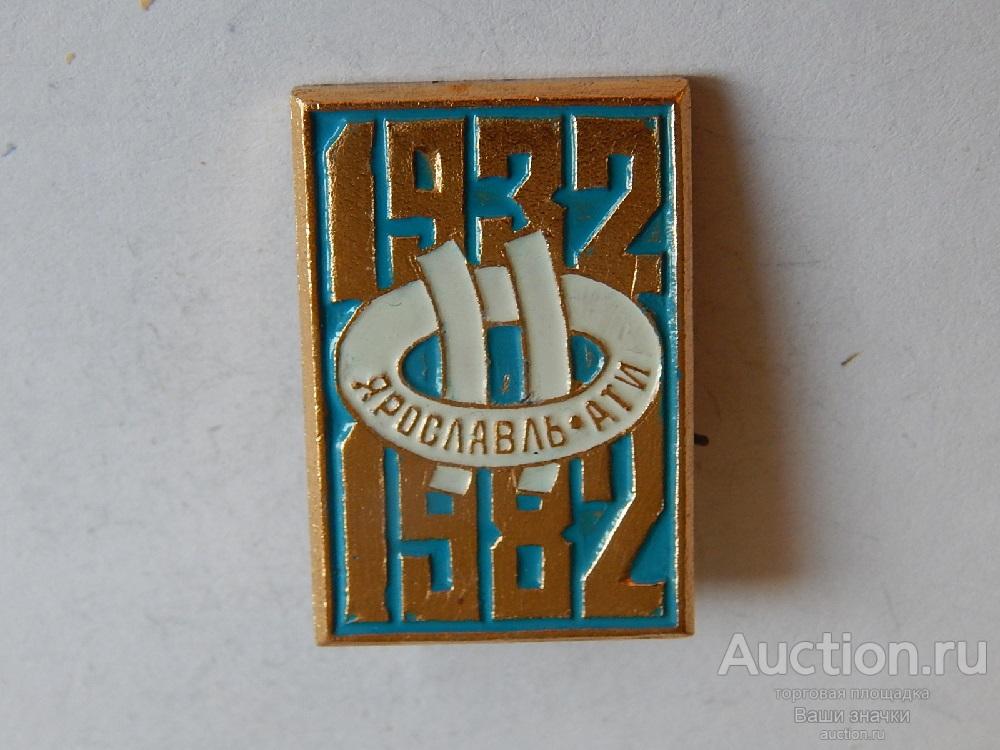 1932
ЯРОСЛАВЛЬ • АТИ
1982
Auction.ru
торговая площадка
Ваши значки
auction.ru